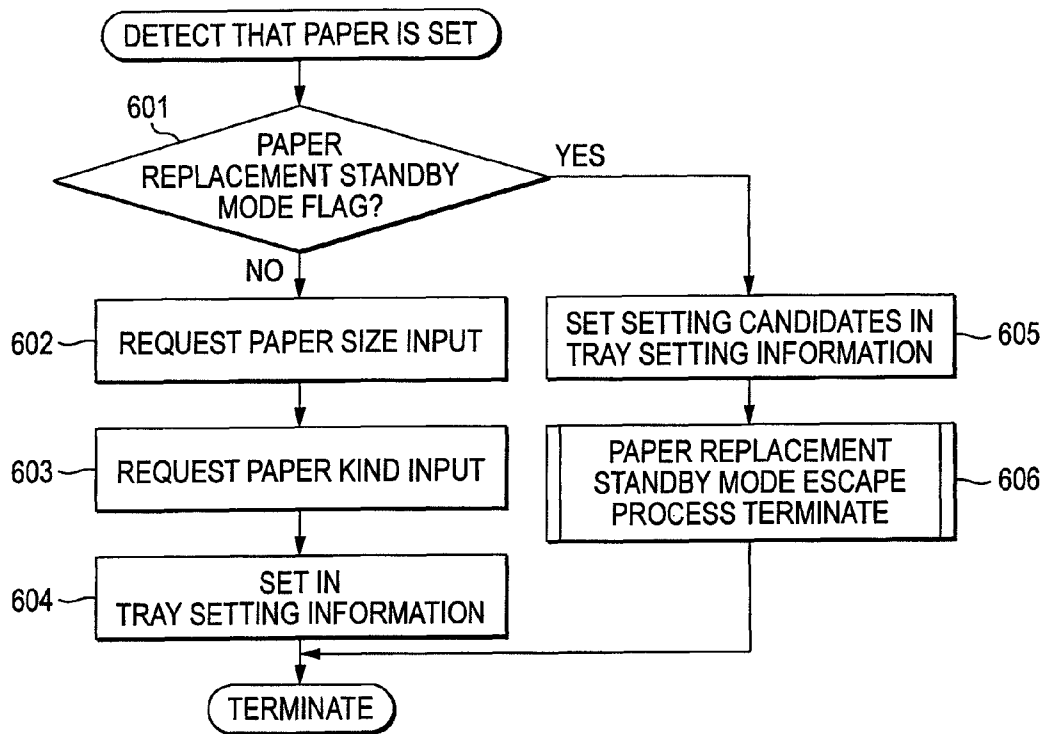 DETECT THAT PAPER IS SET
601
PAPER
REPLACEMENT STANDBY
MODE FLAG?
YES
NO
602
REQUEST PAPER SIZE INPUT
603
REQUEST PAPER KIND INPUT
604
SET IN
TRAY SETTING INFORMATION
SET SETTING CANDIDATES IN
TRAY SETTING INFORMATION
605
PAPER REPLACEMENT
STANDBY MODE ESCAPE
PROCESS TERMINATE
606
TERMINATE